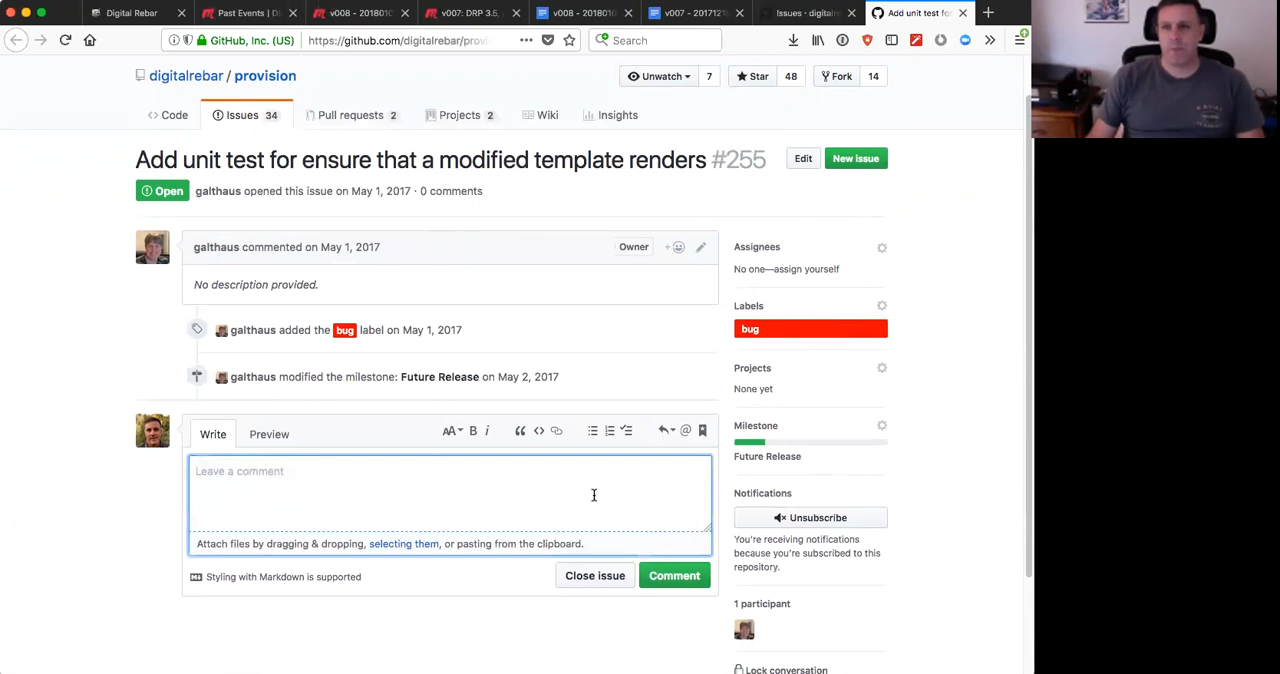 Digital Rebar
Past Events | D
v008 - 201801
v007: DRP 3.5,
v008 - 2018010
v007 - 2017121
Issues · digitalre
Add unit test for
GitHub, Inc. (US)
https://github.com/digitalrebar/prov
Search
digitalrebar / provision
Unwatch 7
Star 48
Fork 14
Code
Issues 34
Pull requests 2
Projects 2
Wiki
Insights
Add unit test for ensure that a modified template renders #255
Edit
New issue
Open
galthaus opened this issue on May 1, 2017 · 0 comments
galthaus commented on May 1, 2017
Owner
No description provided.
galthaus added the bug label on May 1, 2017
galthaus modified the milestone: Future Release on May 2, 2017
Write
Preview
AA B i
Leave a comment
Attach files by dragging & dropping, selecting them, or pasting from the clipboard.
Styling with Markdown is supported
Close issue
Comment
Assignees
No one—assign yourself
Labels
bug
Projects
None yet
Milestone
Future Release
Notifications
Unsubscribe
You're receiving notifications
because you're subscribed to this
repository.
1 participant
Lock conversation